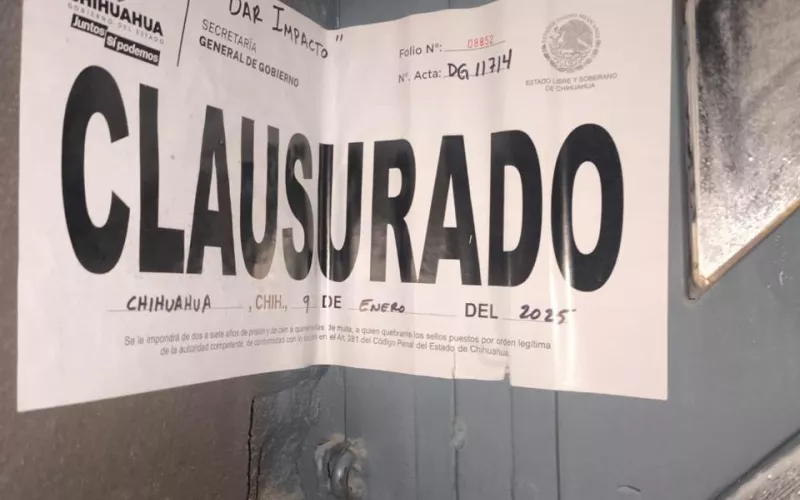 CHIHUAHUA
GOBIERNO DEL ESTADO
Juntos
sí podemos
SECRETARÍA
GENERAL DE GOBIERNO
DAR IMPACTO"
Folio N°: 08852
N°. Acta: DG 11714
ESTADO LIBRE Y SOBERANO
DE CHIHUAHUA
CLAUSURADO
CHIHUAHUA, CHIH., 9 DE ENERO DEL 2025
Se le impondrá de dos a siete años de prisión y de cien a quinientos días de multa, a quien quebrante los sellos puestos por orden legítima
de la autoridad competente, de conformidad con lo dispuesto en el Art. 281 del Código Penal del Estado de Chihuahua.